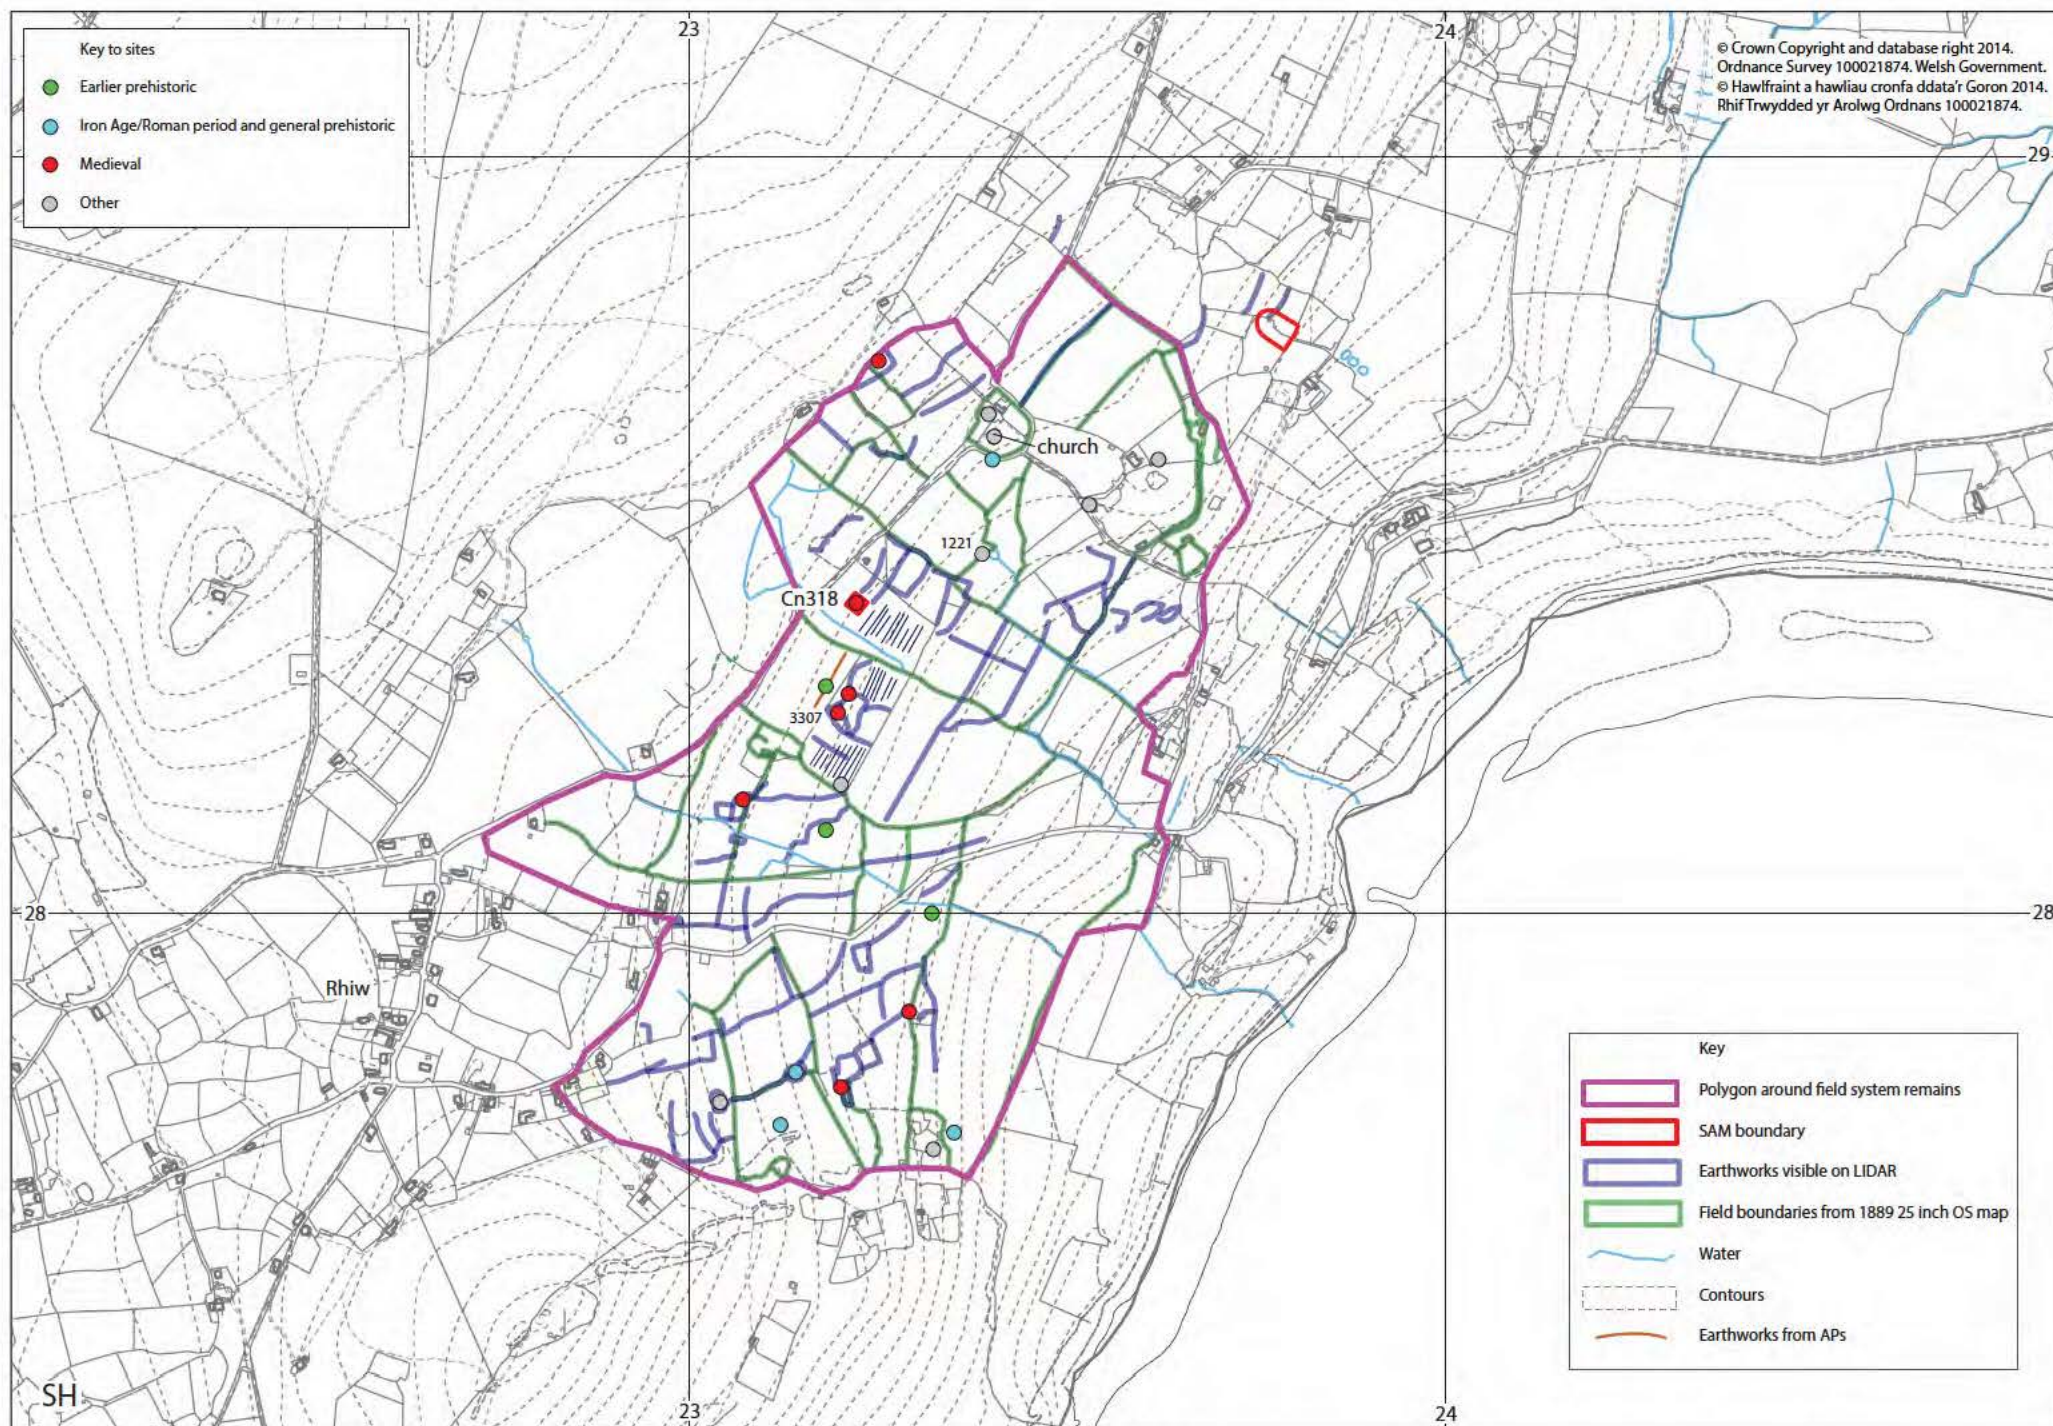 Key to sites
Earlier prehistoric
Iron Age/Roman period and general prehistoric
Medieval
Other
23
24
© Crown Copyright and database right 2014.
Ordnance Survey 100021874. Welsh Government.
© Hawlfraint a hawliau cronfa ddata'r Goron 2014.
Rhif Trwydded yr Arolwg Ordnans 100021874.
29
church
1221
Cn318
3307
28
28
Rhiw
Key
Polygon around field system remains
SAM boundary
Earthworks visible on LIDAR
Field boundaries from 1889 25 inch OS map
Water
Contours
Earthworks from APs
SH
23
24